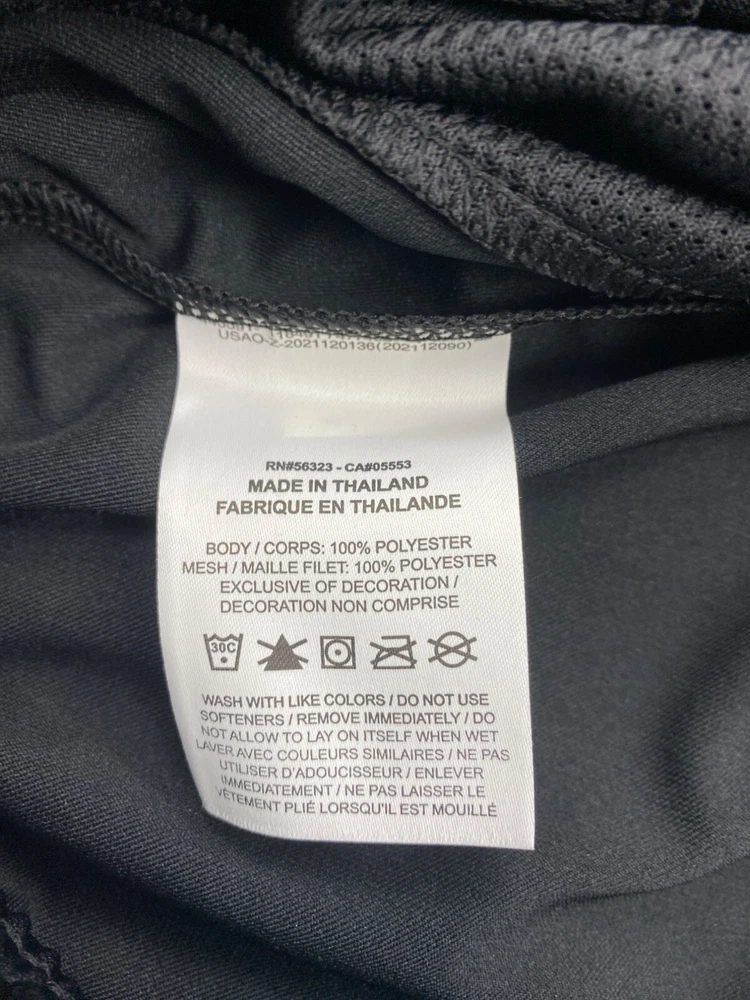 USAO-Z-2021120136(202112090)
RN#56323 - CA#05553
MADE IN THAILAND
FABRIQUE EN THAILANDE
BODY / CORPS: 100% POLYESTER
MESH / MAILLE FILET: 100% POLYESTER
EXCLUSIVE OF DECORATION /
DECORATION NON COMPRISE
30C
WASH WITH LIKE COLORS / DO NOT USE
SOFTENERS / REMOVE IMMEDIATELY / DO
NOT ALLOW TO LAY ON ITSELF WHEN WET
LAVER AVEC COULEURS SIMILAIRES / NE PAS
UTILISER D'ADOUCISSEUR / ENLEVER
IMMEDIATEMENT / NE PAS LAISSER LE
VÊTEMENT PLIÉ LORSQU'IL EST MOUILLÉ